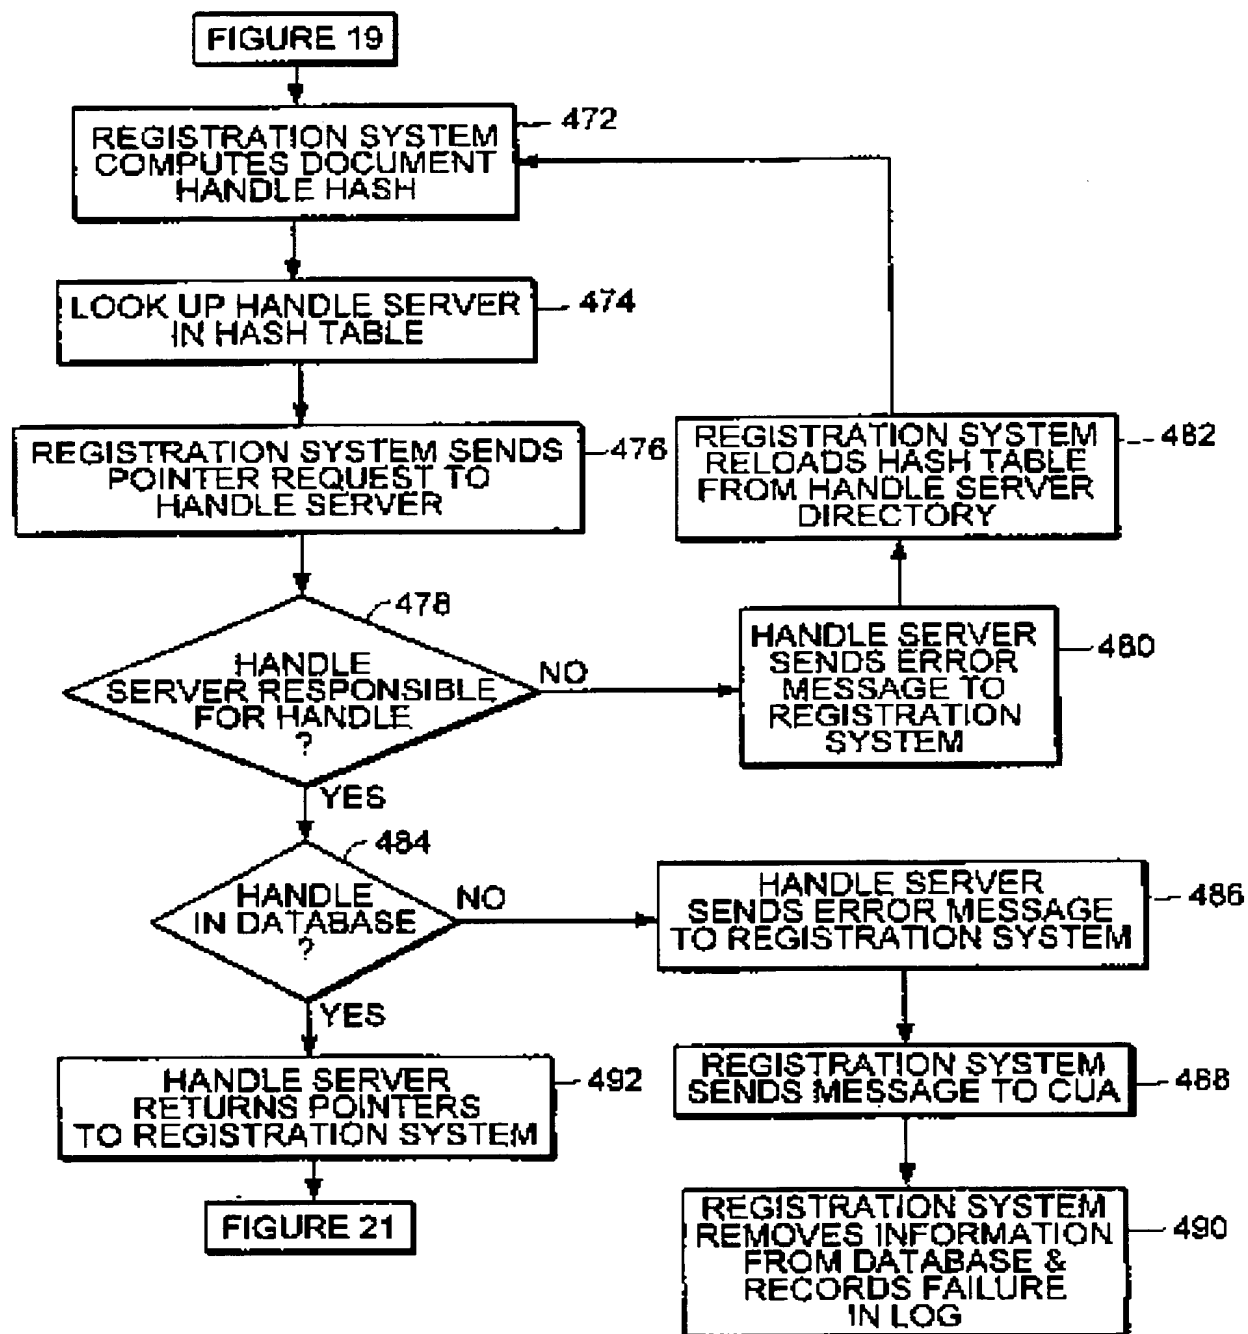 FIGURE 19
REGISTRATION SYSTEM
COMPUTES DOCUMENT
HANDLE HASH
472
LOOK UP HANDLE SERVER
IN HASH TABLE
474
REGISTRATION SYSTEM SENDS
POINTER REQUEST TO
HANDLE SERVER
476
REGISTRATION SYSTEM
RELOADS HASH TABLE
FROM HANDLE SERVER
DIRECTORY
482
478
HANDLE
SERVER RESPONSIBLE
FOR HANDLE
?
NO
YES
HANDLE SERVER
SENDS ERROR
MESSAGE TO
REGISTRATION
SYSTEM
480
484
HANDLE
IN DATABASE
?
NO
YES
HANDLE SERVER
SENDS ERROR MESSAGE
TO REGISTRATION SYSTEM
486
HANDLE SERVER
RETURNS POINTERS
TO REGISTRATION SYSTEM
492
REGISTRATION SYSTEM
SENDS MESSAGE TO CUA
488
FIGURE 21
REGISTRATION SYSTEM
REMOVES INFORMATION
FROM DATABASE &
RECORDS FAILURE
IN LOG
490